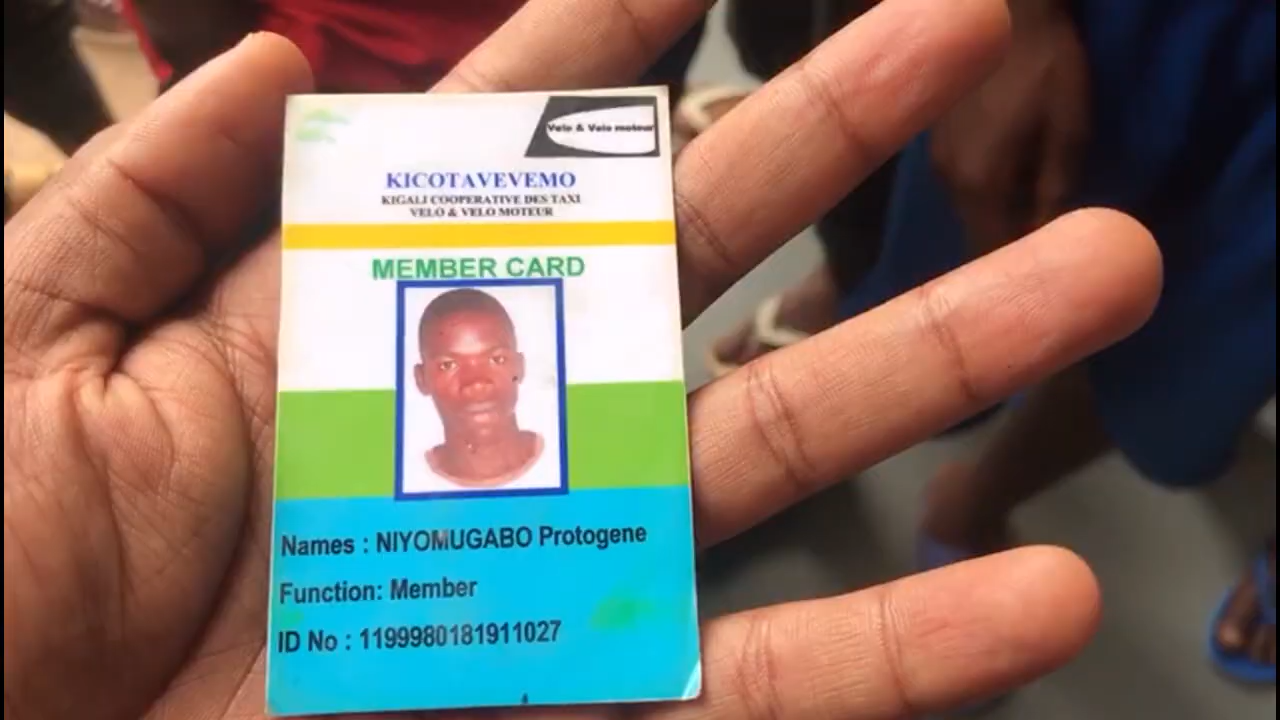 Velo & Velo moteur
KICOTAVEVEMO
KIGALI COOPERATIVE DES TAXI
VELO & VELO MOTEUR
MEMBER CARD
Names : NIYOMUGABO Protogene
Function: Member
ID No : 1199980181911027
4